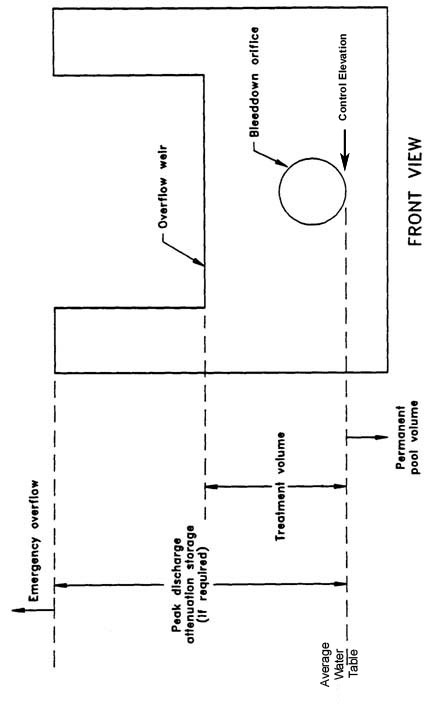 Emergency overflow
Peak discharge
attenuation storage
(if required)
Treatment volume
Permanent
pool volume
Average
Water
Table
Overflow weir
Bleeddown orifice
Control Elevation
FRONT VIEW